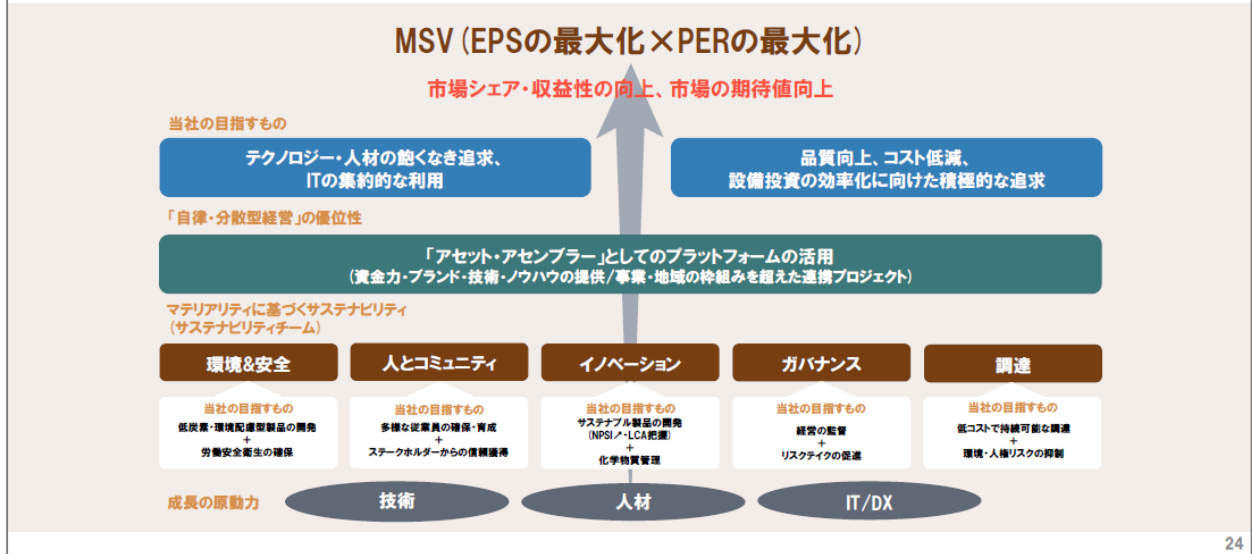 MSV(EPSの最大化×PERの最大化)
市場シェア・収益性の向上、市場の期待値向上
当社の目指すもの
テクノロジー・人材の飽くなき追求、
ITの集約的な利用
品質向上、コスト低減、
設備投資の効率化に向けた積極的な追求
「自律・分散型経営」の優位性
「アセット・アセンブラー」としてのプラットフォームの活用
(資金力・ブランド・技術・ノウハウの提供/事業・地域の枠組みを超えた連携プロジェクト)
マテリアリティに基づくサステナビリティ
(サステナビリティチーム)
環境&安全
当社の目指すもの
低炭素・環境配慮型製品の開発
+
労働安全衛生の確保
人とコミュニティ
当社の目指すもの
多様な従業員の確保・育成
+
ステークホルダーからの信頼獲得
イノベーション
当社の目指すもの
サステナブル製品の開発
(NPSI↗・LCA把握)
+
化学物質管理
ガバナンス
当社の目指すもの
経営の監督
+
リスクテイクの促進
調達
当社の目指すもの
低コストで持続可能な調達
+
環境・人権リスクの抑制
成長の原動力
技術
人材
IT/DX
24